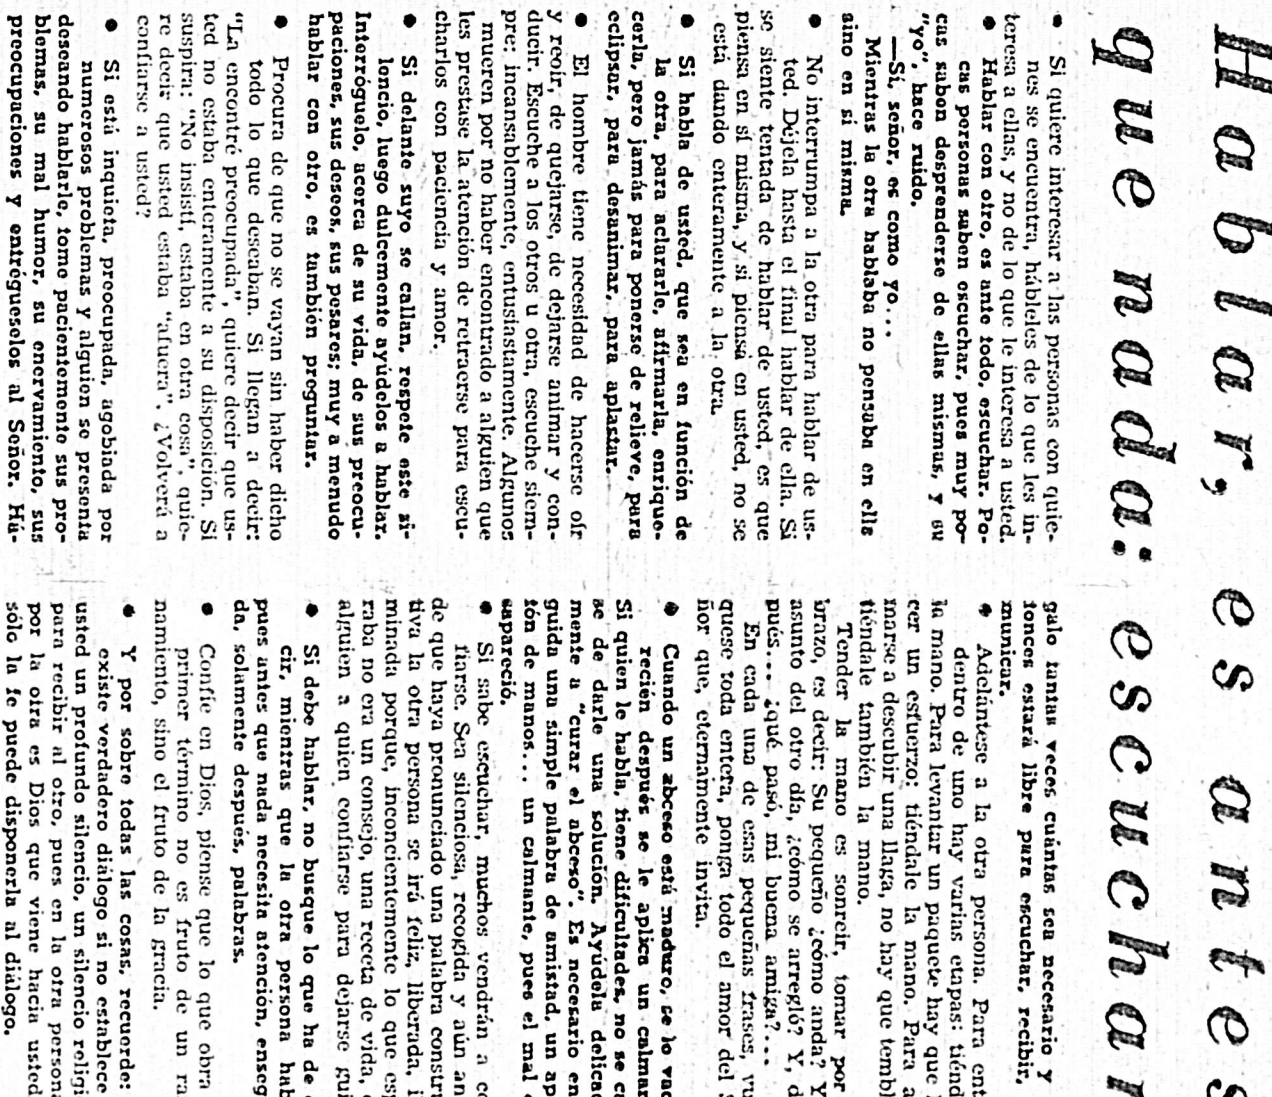 Hablar, es antes
que nada: escuchar
● Si quiere interesar a las personas con quie-
nes se encuentra, hábleles de lo que les in-
teresa a ellas, y no de lo que le interesa a usted.
● Hablar con otro, es ante todo, escuchar. Po-
cas personas saben escuchar, pues muy po-
cas saben desprenderse de ellas mismas, y su
"yo", hace ruido.
—Sí, señor, es como yo...
Mientras la otra hablaba no pensaba en ella
sino en sí misma.
● No interrumpa a la otra para hablar de us-
ted. Déjela hasta el final hablar de ella. Si
se siente tentada de hablar de usted, es que
piensa en sí misma, y si piensa en usted, no se
está dando enteramente a la otra.
● Si habla de usted, que sea en función de
la otra, para aclararle, afirmarla, enrique-
cerla, pero jamás para ponerse de relieve, para
eclipsar, para desanimar, para aplastar.
● El hombre tiene necesidad de hacerse oír
y reoír, de quejarse, de dejarse animar y con-
ducir. Escuche a los otros u otra, escuche siem-
pre; incansablemente, entusiastamente. Algunos
mueren por no haber encontrado a alguien que
les prestase la atención de retraerse para escu-
charlos con paciencia y amor.
● Si delante suyo se callan, respete este si-
lencio, luego dulcemente ayúdelos a hablar.
Interróguelo, acerca de su vida, de sus preocu-
paciones, sus deseos, sus pesares; muy a menudo
hablar con otro, es también preguntar.
● Procura de que no se vayan sin haber dicho
todo lo que deseaban. Si llegan a decir:
"La encontré preocupada", quiere decir que us-
ted no estaba enteramente a su disposición. Si
suspira: "No insistí, estaba en otra cosa", quie-
re decir que usted estaba "afuera". ¿Volverá a
confiarse a usted?
● Si está inquieta, preocupada, agobiada por
numerosos problemas y alguien se presenta
deseando hablarle, tome pacientemente sus pro-
blemas, su mal humor, su enervamiento, sus
preocupaciones y entrégueselos al Señor. Há-
galo tantas veces cuántas sea necesario y
tonces estará libre para escuchar, recibir,
municar.
● Adelántese a la otra persona. Para ent
dentro de uno hay varias etapas: tiénd
la mano. Para levantar un paquete hay que
cer un esfuerzo: tiéndale la mano. Para a
marse a descubrir una llaga, no hay que tembl
tiéndale también la mano.
Tender la mano es sonreír, tomar por
brazo, es decir: Su pequeño ¿cómo anda? Y
asunto del otro día, ¿cómo se arregló? Y, d
pués... ¿qué pasó, mi buena amiga?...
En cada una de esas pequeñas frases, vu
quese toda entera, ponga todo el amor del
ñor que, eternamente invita.
● Cuando un abceso está maduro, se lo vac
recién después se le aplica un calmar
Si quien le habla, tiene dificultades, no se c
se de darle una solución. Ayúdela delica
mente a "curar el abceso". Es necesario en
guida una simple palabra de amistad, un ap
tón de manos... un calmante, pues el mal
sapareció.
● Si sabe escuchar, muchos vendrán a c
fiarse. Sea silenciosa, recogida y aún an
de que haya pronunciado una palabra constru
tiva la otra persona se irá feliz, liberada, i
minada porque, inconcientemente lo que es
raba no era un consejo, una receta de vida,
alguien a quien confiarse para dejarse gui
● Si debe hablar, no busque lo que ha de
cir, mientras que la otra persona hab
pues antes que nada necesita atención, enseg
da, solamente después, palabras.
● Confíe en Dios, piense que lo que obra
primer término no es fruto de un ra
namiento, sino el fruto de la gracia.
● Y por sobre todas las cosas, recuerde:
existe verdadero diálogo si no establece
usted un profundo silencio, un silencio religi
para recibir al otro, pues en la otra persona
por la otra es Dios que viene hacia usted
sólo la fe puede disponerla al diálogo.